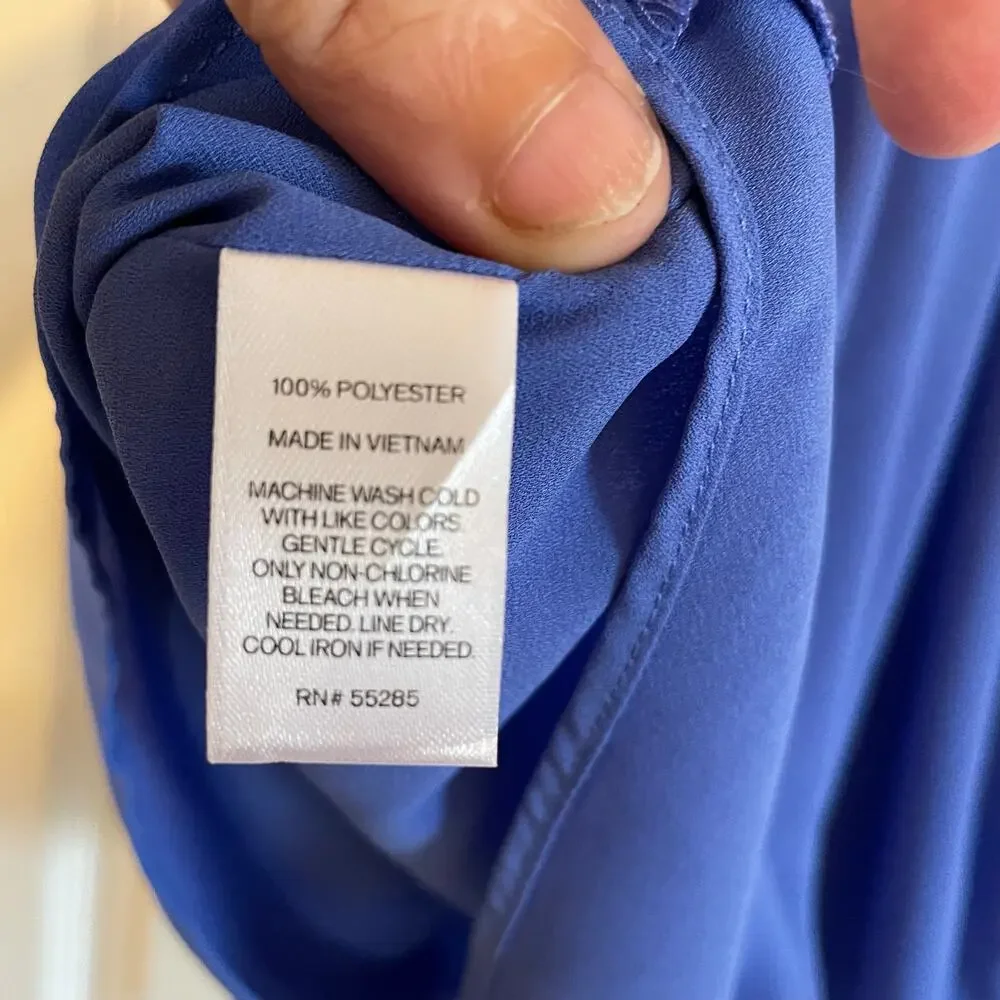 100% POLYESTER
MADE IN VIETNAM
MACHINE WASH COLD
WITH LIKE COLORS.
GENTLE CYCLE.
ONLY NON-CHLORINE
BLEACH WHEN
NEEDED. LINE DRY.
COOL IRON IF NEEDED.
RN# 55285